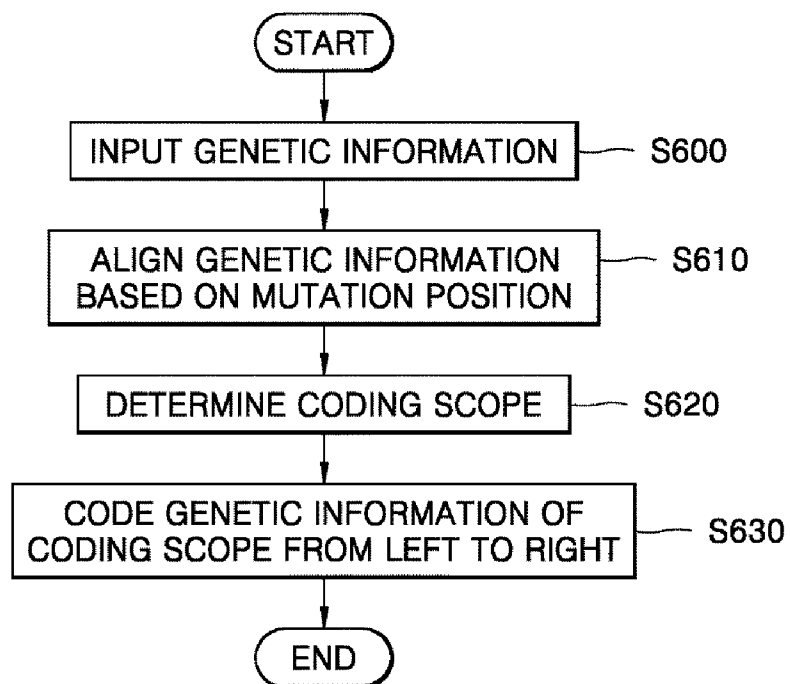 START
INPUT GENETIC INFORMATION
S600
ALIGN GENETIC INFORMATION
BASED ON MUTATION POSITION
S610
DETERMINE CODING SCOPE
S620
CODE GENETIC INFORMATION OF
CODING SCOPE FROM LEFT TO RIGHT
S630
END